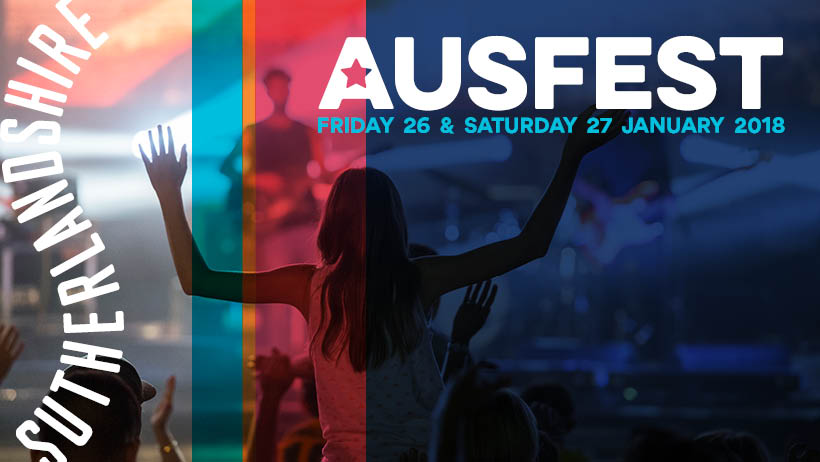 SUTHERLANDSHIRE
AUSFEST
FRIDAY 26 & SATURDAY 27 JANUARY 2018